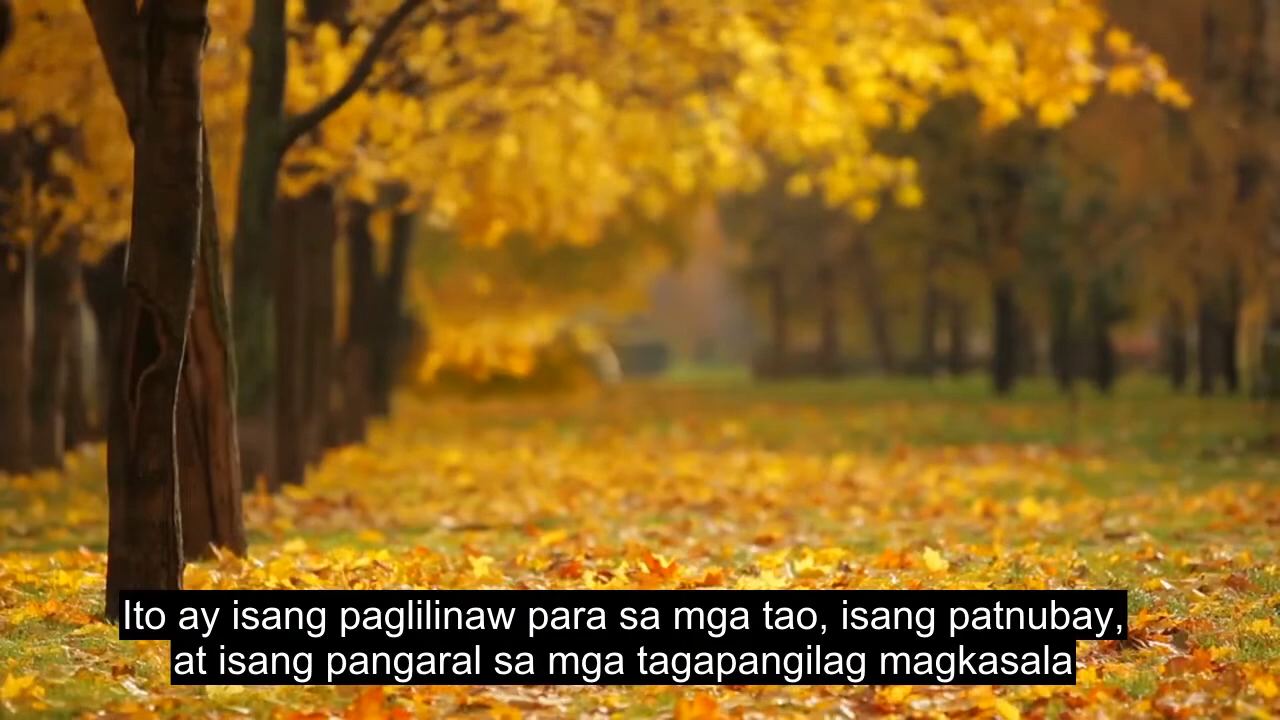 Ito ay isang paglilinaw para sa mga tao, isang patnubay,
at isang pangaral sa mga tagapangilag magkasala